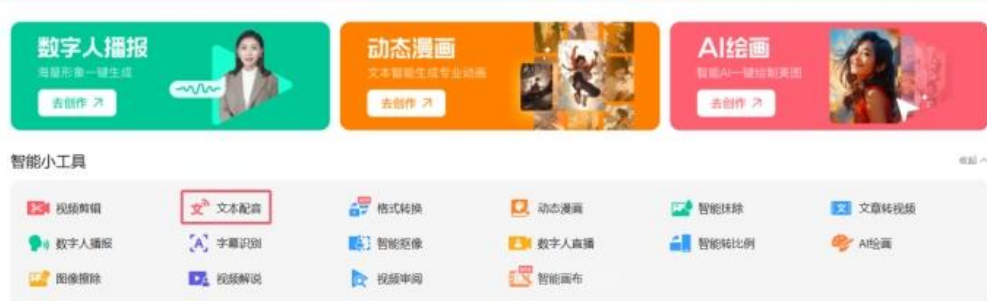 数字人播报
海量形象一键生成
去创作
动态漫画
文本智能生成专业动画
去创作
AI绘画
智能AI一键绘制美图
去创作
智能小工具
收起
视频剪辑
文本配音
格式转换
动态漫画
智能抹除
文章转视频
数字人播报
字幕识别
智能抠像
数字人直播
智能转比例
AI绘画
图像擦除
视频解说
视频审阅
智能画布